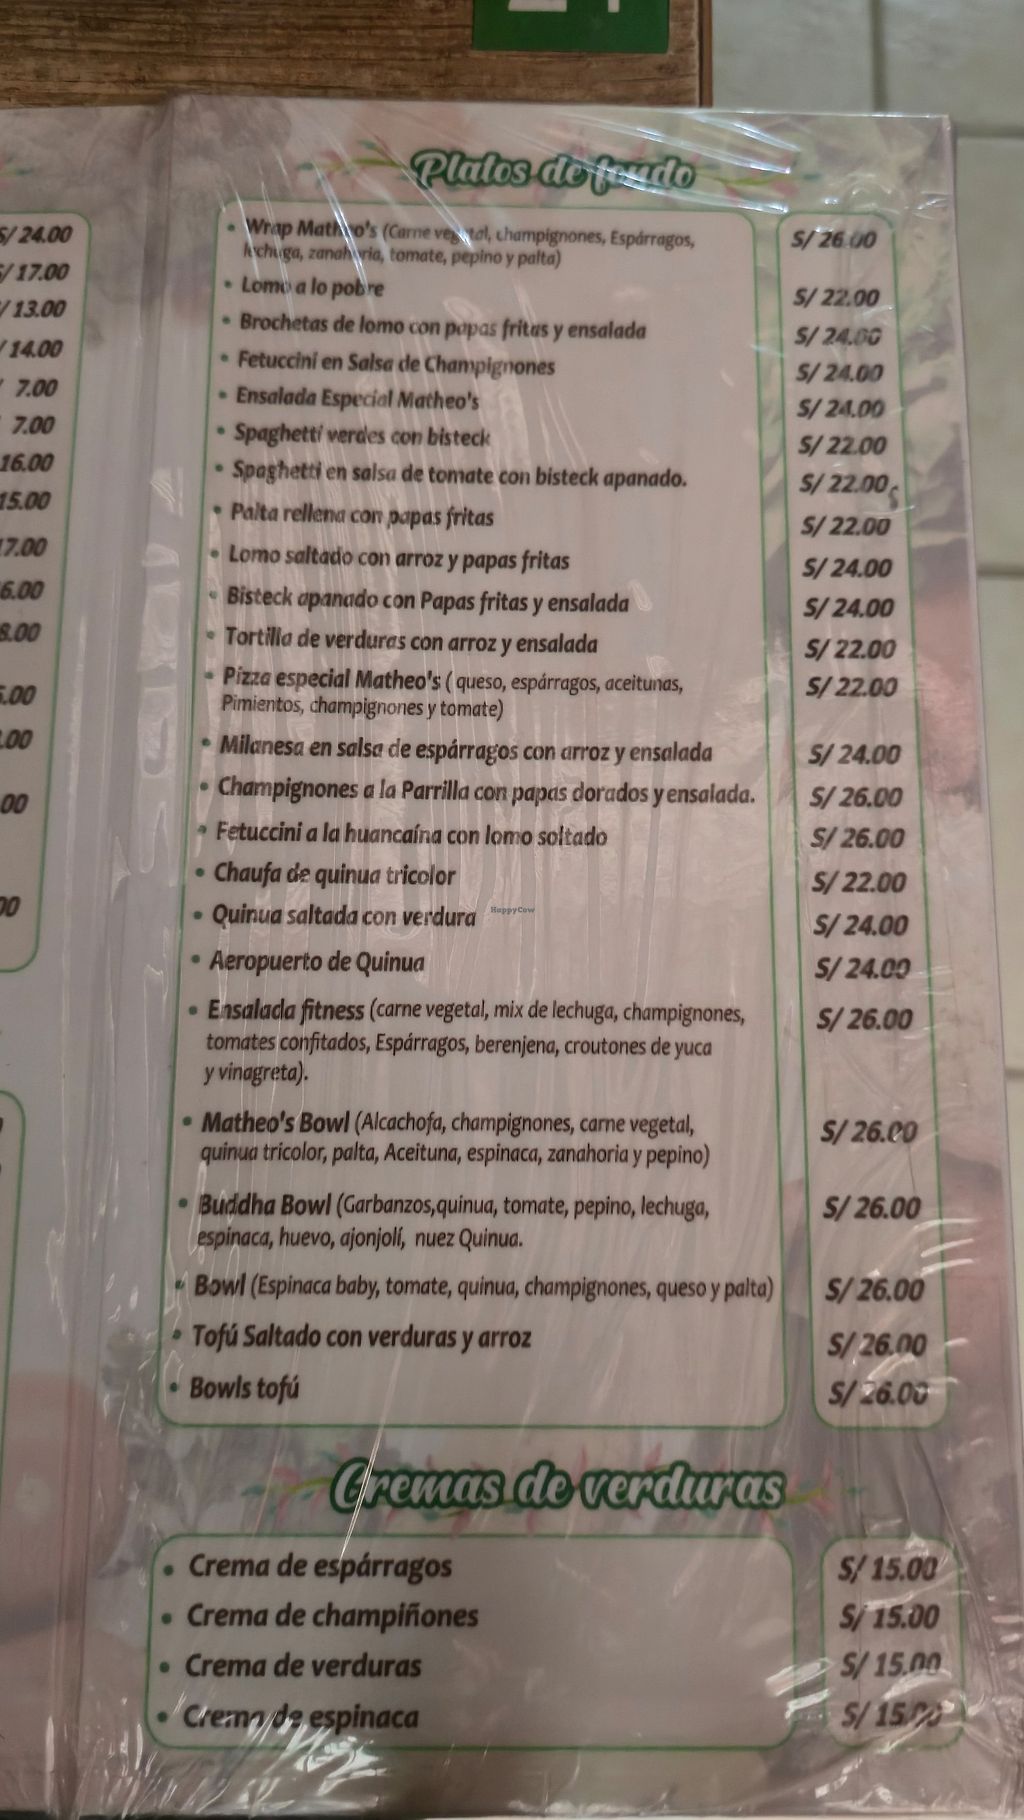 S/ 24.00
S/ 17.00
/ 13.00
/ 14.00
7.00
7.00
16.00
15.00
7.00
6.00
8.00
.00
.00
.00
00
Platos de fondo
• Wrap Matheo's (Carne vegetal, champignones, Espárragos, S/ 26.00
lechuga, zanahoria, tomate, pepino y palta)
• Lomo a lo pobre S/ 22.00
• Brochetas de lomo con papas fritas y ensalada S/ 24.00
• Fetuccini en Salsa de Champignones S/ 24.00
• Ensalada Especial Matheo's S/ 24.00
• Spaghetti verdes con bisteck S/ 22.00
• Spaghetti en salsa de tomate con bisteck apanado. S/ 22.00
• Palta rellena con papas fritas S/ 22.00
• Lomo saltado con arroz y papas fritas S/ 24.00
• Bisteck apanado con Papas fritas y ensalada S/ 24.00
• Tortilla de verduras con arroz y ensalada S/ 22.00
• Pizza especial Matheo's ( queso, espárragos, aceitunas, S/ 22.00
Pimientos, champignones y tomate)
• Milanesa en salsa de espárragos con arroz y ensalada S/ 24.00
• Champignones a la Parrilla con papas dorados y ensalada. S/ 26.00
• Fetuccini a la huancaína con lomo soltado S/ 26.00
• Chaufa de quinua tricolor S/ 22.00
• Quinua saltada con verdura S/ 24.00
• Aeropuerto de Quinua S/ 24.00
• Ensalada fitness (carne vegetal, mix de lechuga, champignones, S/ 26.00
tomates confitados, Espárragos, berenjena, croutones de yuca
y vinagreta).
• Matheo's Bowl (Alcachofa, champignones, carne vegetal, S/ 26.00
quinua tricolor, palta, Aceituna, espinaca, zanahoria y pepino)
• Buddha Bowl (Garbanzos,quinua, tomate, pepino, lechuga, S/ 26.00
espinaca, huevo, ajonjolí, nuez Quinua.
• Bowl (Espinaca baby, tomate, quinua, champignones, queso y palta) S/ 26.00
• Tofú Saltado con verduras y arroz S/ 26.00
• Bowls tofú S/ 26.00
HappyCow
Cremas de verduras
• Crema de espárragos S/ 15.00
• Crema de champiñones S/ 15.00
• Crema de verduras S/ 15.00
• Crema de espinaca S/ 15.00